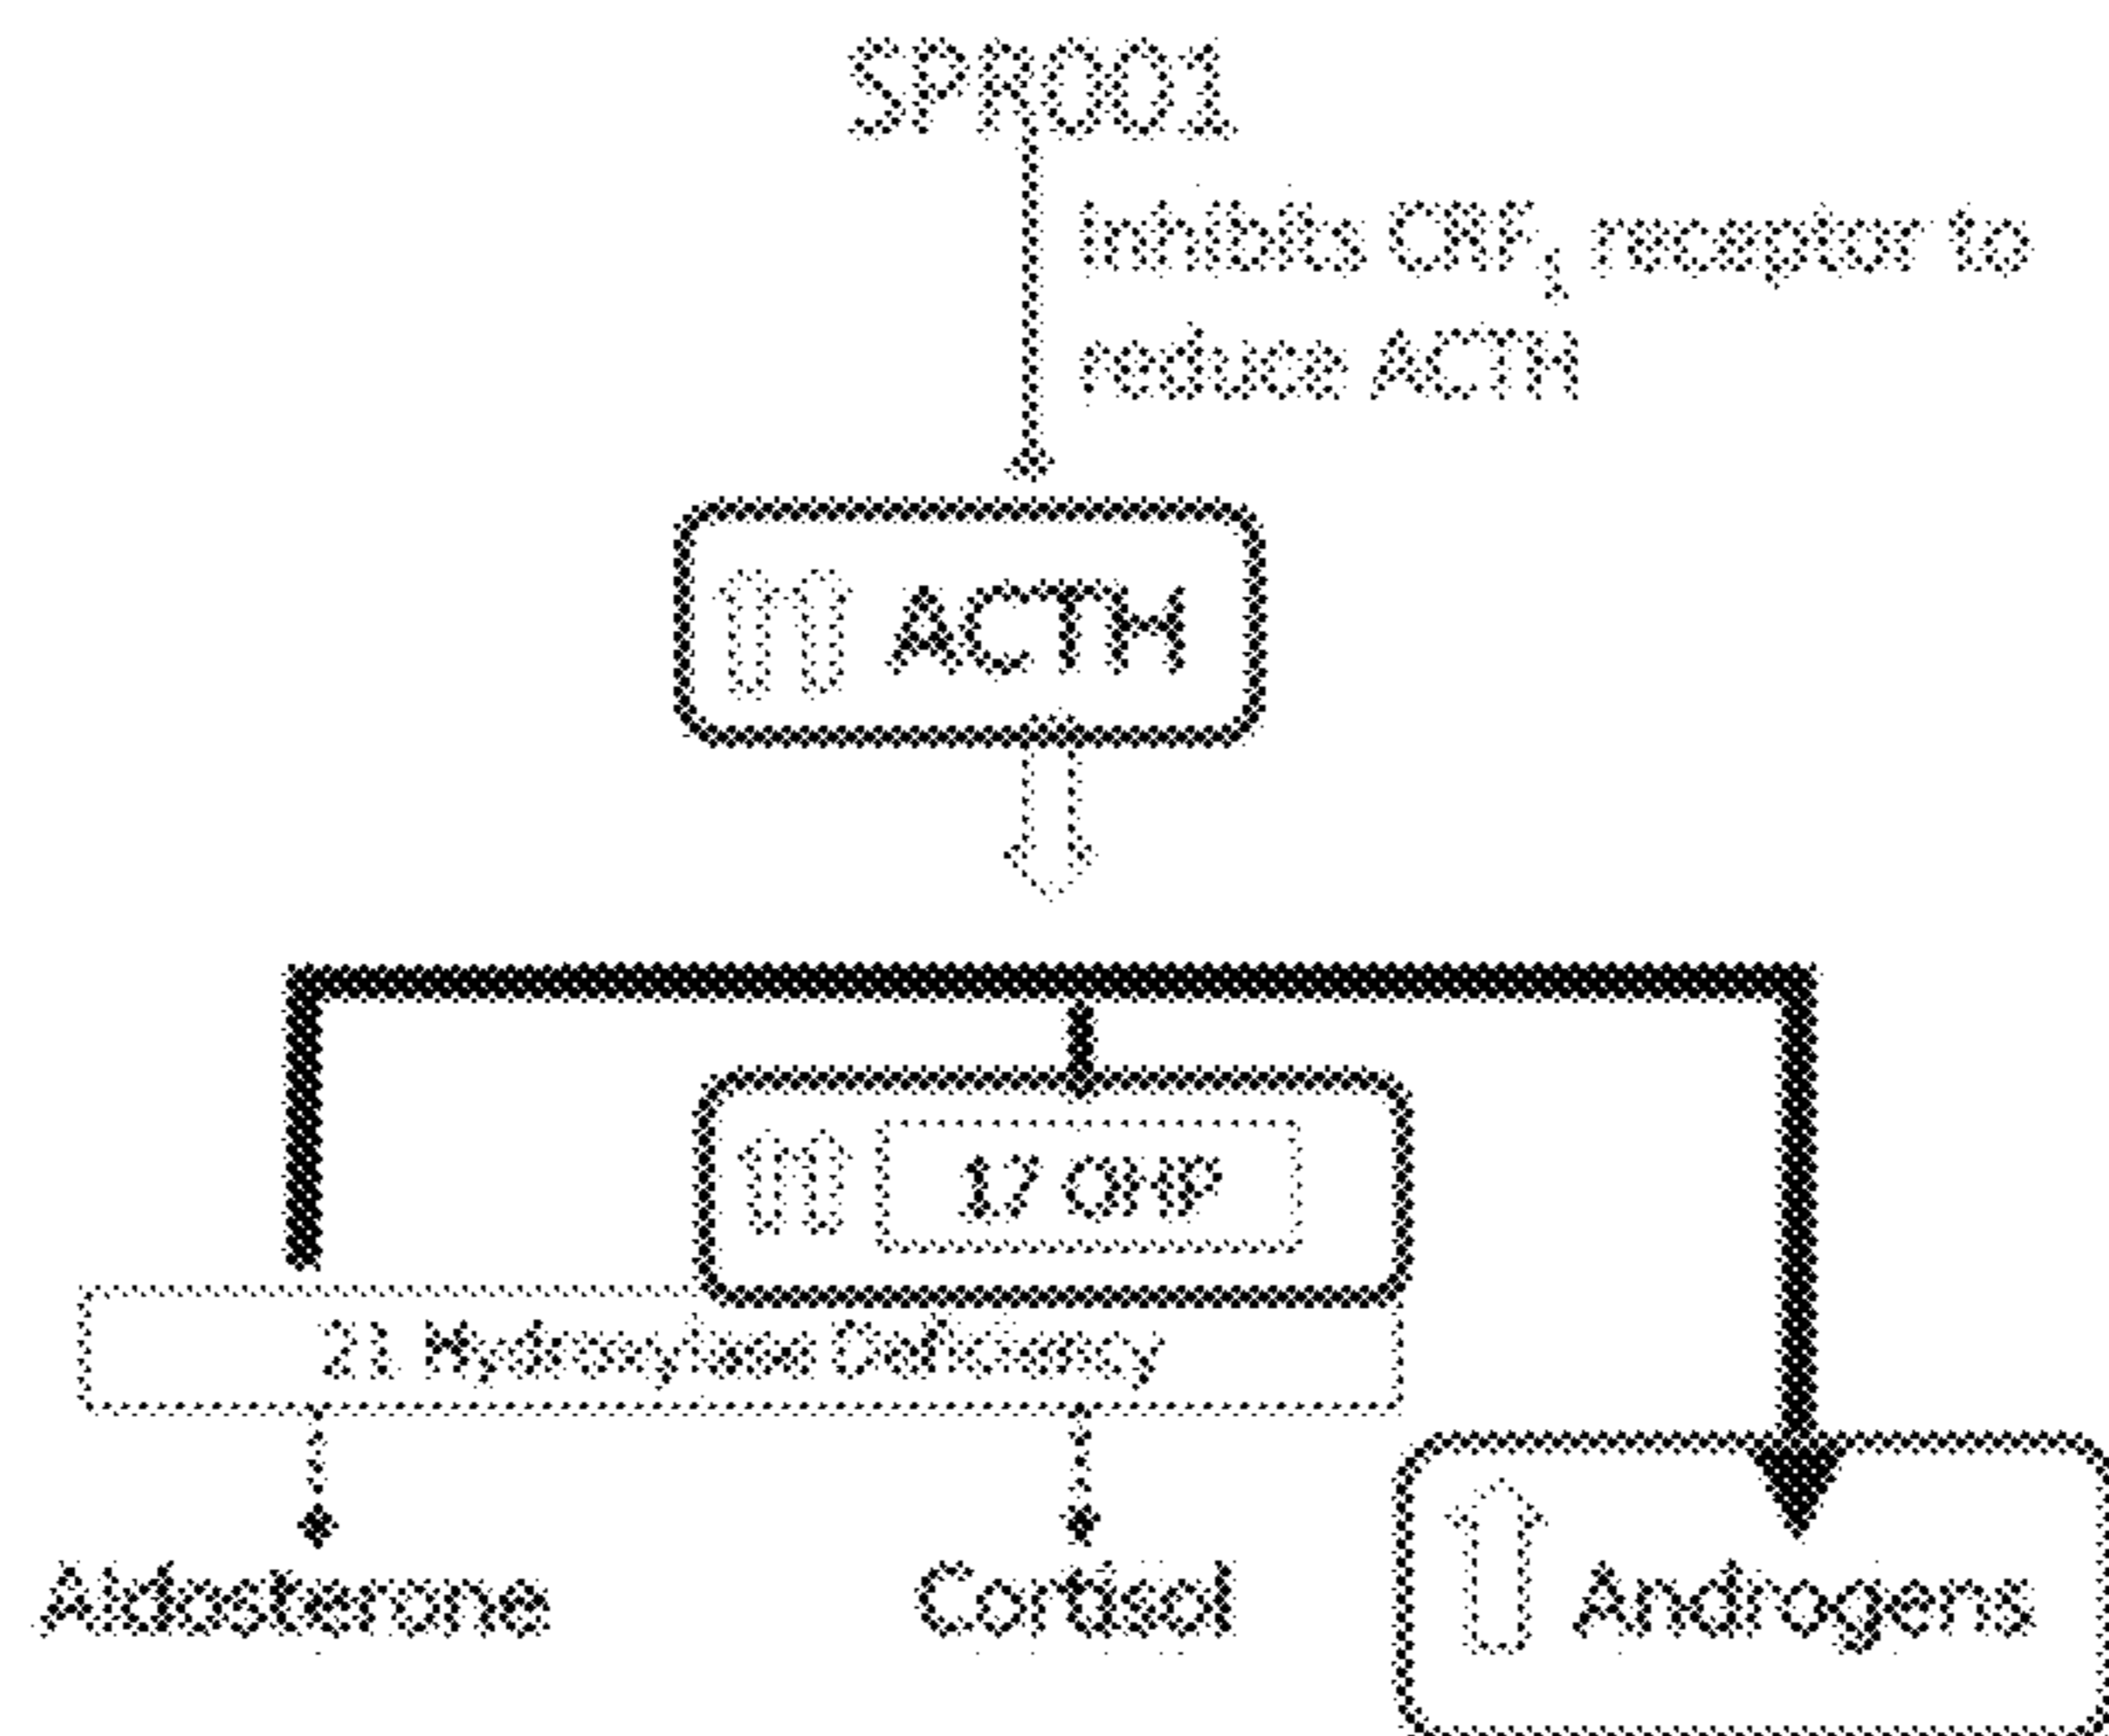 SPR001
Inhibits CRF₁ receptor to
reduce ACTH
ACTH
17 OHP
21 Hydroxylase Deficiency
Aldosterone
Cortisol
Androgens